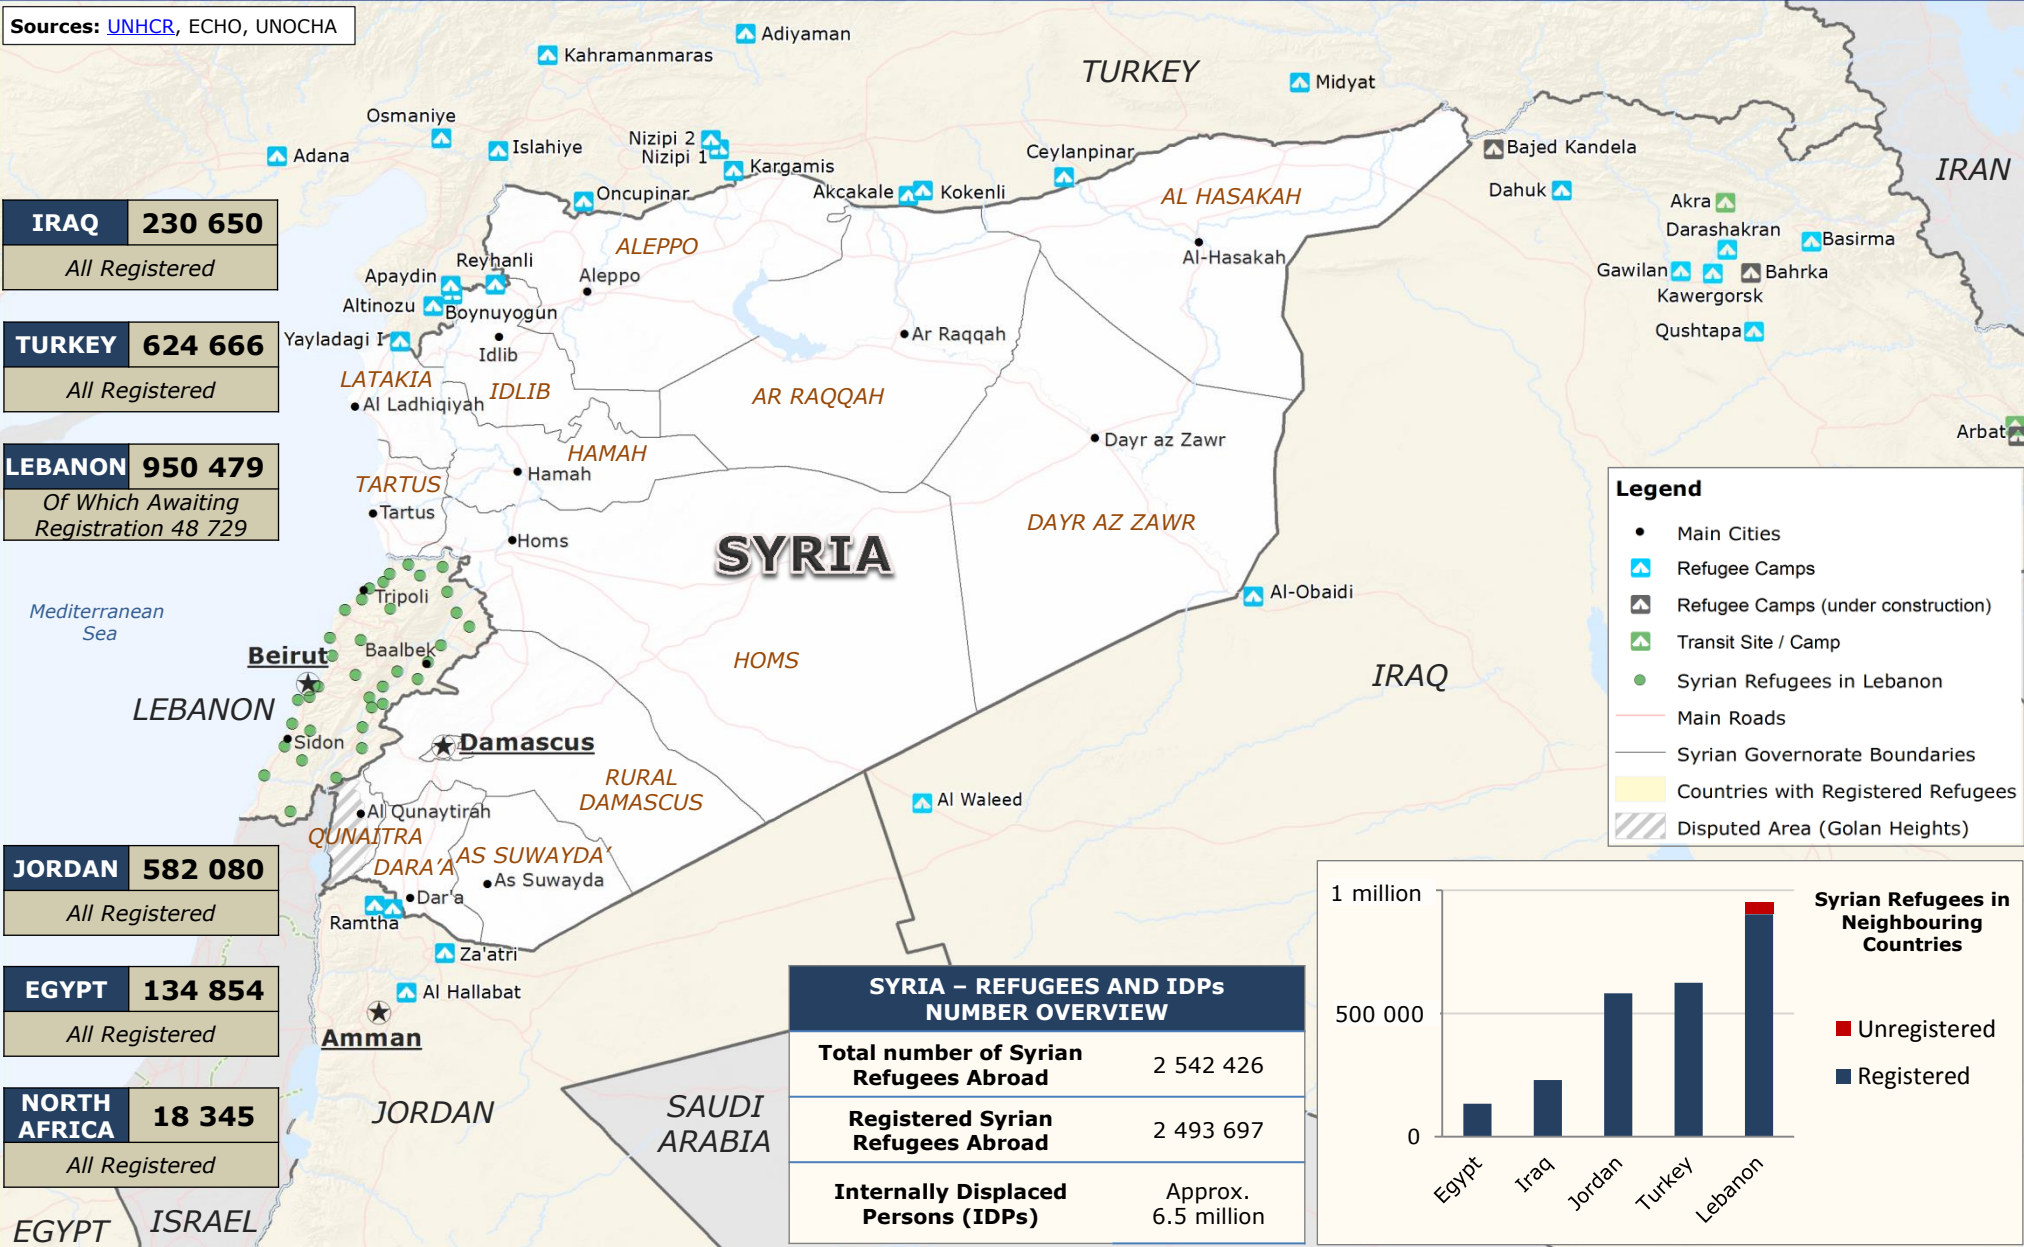 Sources: UNHCR, ECHO, UNOCHA
Adiyaman
Kahramanmaras
TURKEY
Midyat
Osmaniye
Adana
Islahiye
Nizipi 2
Nizipi 1
Kargamis
Oncupinar
Akcakale
Kokenli
Ceylanpinar
Bajed Kandela
Dahuk
IRAN
Akra
Darashakran
Basirma
Gawilan
Bahrka
Kawergorsk
Qushtapa
Arbat
IRAQ 230 650
All Registered
TURKEY 624 666
All Registered
LEBANON 950 479
Of Which Awaiting
Registration 48 729
AL HASAKAH
Al-Hasakah
ALEPPO
Aleppo
Reyhanli
Apaydin
Altinozu
Boynuyogun
Yayladagi I
Idlib
IDLIB
LATAKIA
Al Ladhiqiyah
Ar Raqqah
AR RAQQAH
HAMAH
Hamah
TARTUS
Tartus
Dayr az Zawr
DAYR AZ ZAWR
Homs
SYRIA
HOMS
Al-Obaidi
IRAQ
Mediterranean
Sea
Tripoli
Beirut
Baalbek
LEBANON
Sidon
Damascus
RURAL
DAMASCUS
Al Waleed
Al Qunaytirah
QUNAITRA
DARA'A
AS SUWAYDA'
As Suwayda
Dar'a
Ramtha
Za'atri
Al Hallabat
Amman
JORDAN
SAUDI
ARABIA
EGYPT
ISRAEL
JORDAN 582 080
All Registered
EGYPT 134 854
All Registered
NORTH
AFRICA 18 345
All Registered
Legend
Main Cities
Refugee Camps
Refugee Camps (under construction)
Transit Site / Camp
Syrian Refugees in Lebanon
Main Roads
Syrian Governorate Boundaries
Countries with Registered Refugees
Disputed Area (Golan Heights)
SYRIA – REFUGEES AND IDPs
NUMBER OVERVIEW
Total number of Syrian
Refugees Abroad
2 542 426
Registered Syrian
Refugees Abroad
2 493 697
Internally Displaced
Persons (IDPs)
Approx.
6.5 million
Syrian Refugees in
Neighbouring
Countries
1 million
500 000
0
Egypt
Iraq
Jordan
Turkey
Lebanon
Unregistered
Registered